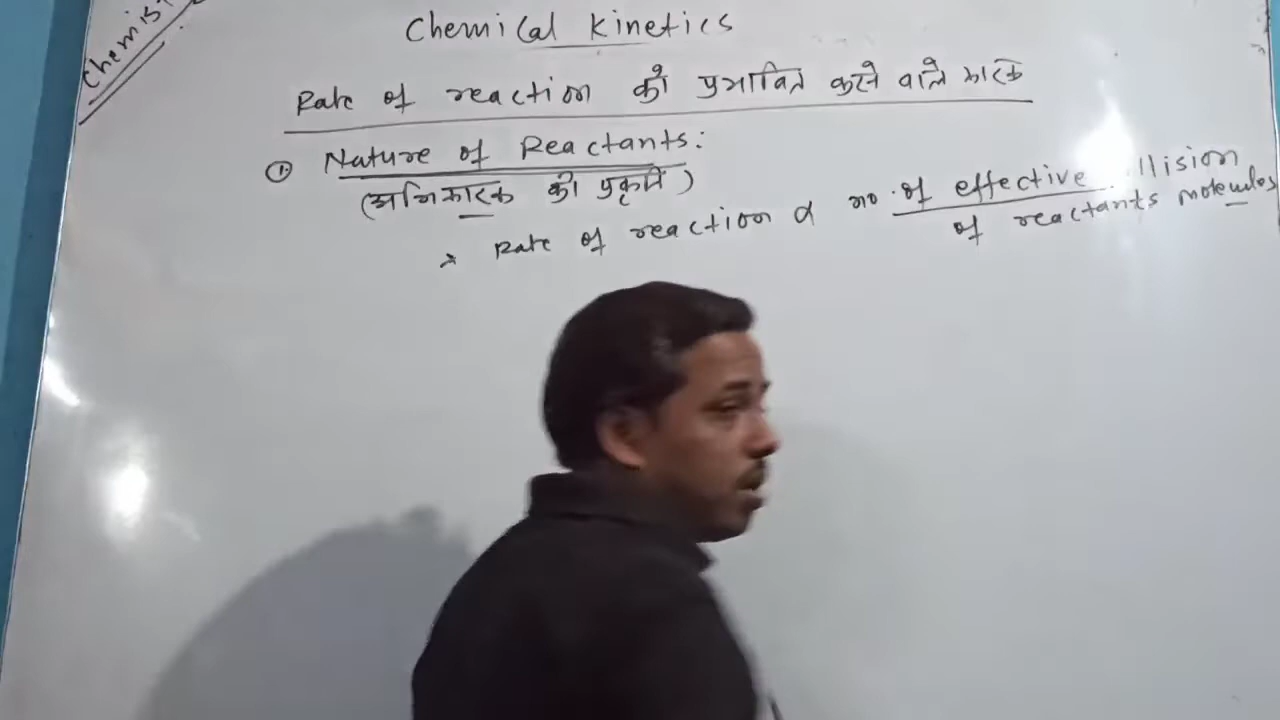 Chemist
Chemical Kinetics
Rate of reaction को प्रभावित करने वाले कारक
① Nature of Reactants:
(अभिकारक की प्रकृति)
* Rate of reaction α no. of effective llision
of reactants molecules